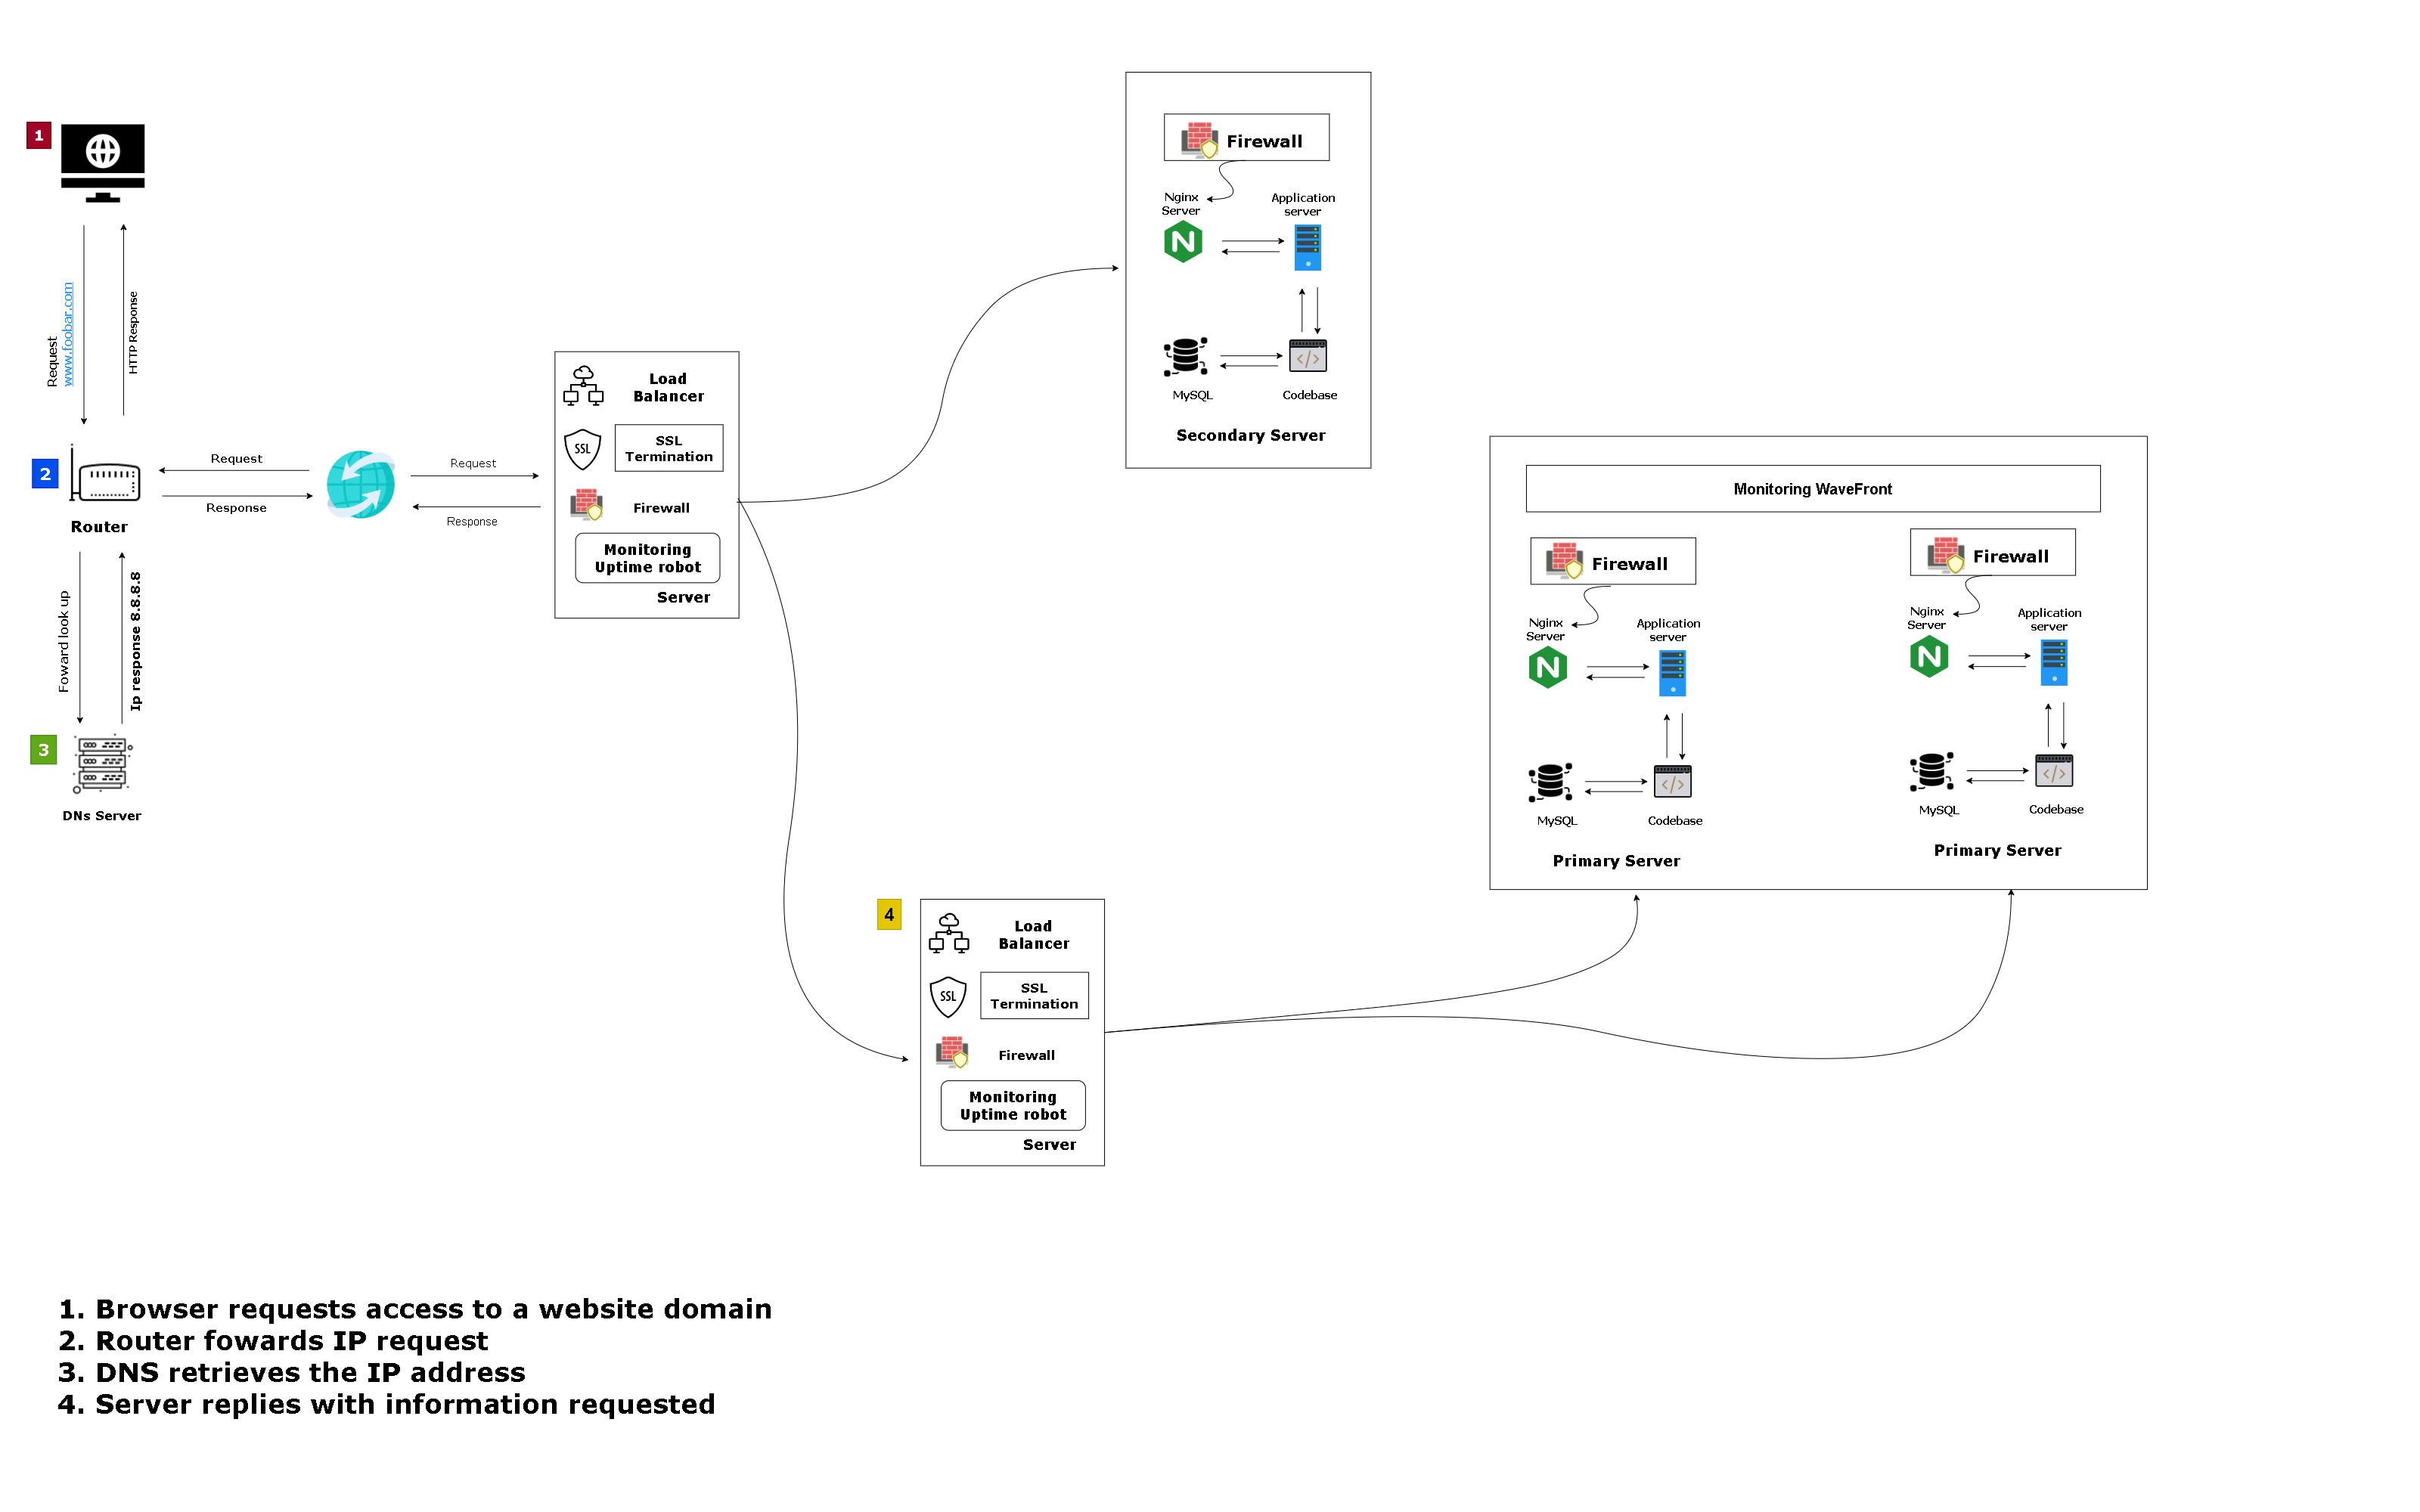 1
Request
www.foobar.com
HTTP Response
2
Router
Request
Response
Request
Response
Foward look up
Ip response 8.8.8.8
3
DNs Server
Load
Balancer
SSL
SSL
Termination
Firewall
Monitoring
Uptime robot
Server
Firewall
Nginx
Server
Application
server
N
MySQL
Codebase
Secondary Server
Monitoring WaveFront
Firewall
Nginx
Server
Application
server
N
MySQL
Codebase
Primary Server
Firewall
Nginx
Server
Application
server
N
MySQL
Codebase
Primary Server
4
Load
Balancer
SSL
SSL
Termination
Firewall
Monitoring
Uptime robot
Server
1. Browser requests access to a website domain
2. Router fowards IP request
3. DNS retrieves the IP address
4. Server replies with information requested